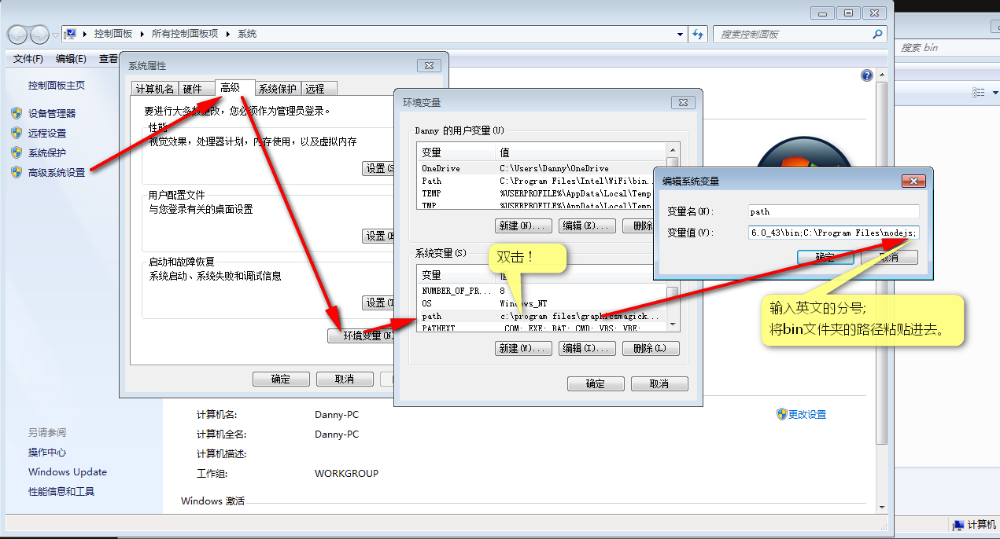 控制面板 ▸ 所有控制面板项 ▸ 系统
搜索控制面板
搜索 bin
文件(F) 编辑(E) 查看
控制面板主页
设备管理器
远程设置
系统保护
高级系统设置
另请参阅
操作中心
Windows Update
性能信息和工具
系统属性
计算机名 硬件 高级 系统保护 远程
要进行大多数更改，您必须作为管理员登录。
性能
视觉效果，处理器计划，内存使用，以及虚拟内存
设置(S
用户配置文件
与您登录有关的桌面设置
设置(E
启动和故障恢复
系统启动、系统失败和调试信息
设置(T
环境变量(N)
确定 取消
环境变量
Danny 的用户变量(U)
变量 值
OneDrive C:\Users\Danny\OneDrive
Path C:\Program Files\Intel\WiFi\bin...
TEMP %USERPROFILE%\AppData\Local\Temp
TMP %USERPROFILE%\AppData\Local\Temp
新建(N)... 编辑(E)... 删除
系统变量(S)
变量 值
NUMBER_OF_PR... 8
OS Windows_NT
path c:\program files\graphicsmagick...
PATHEXT .COM;.EXE;.BAT;.CMD;.VBS;.VBE;
新建(W)... 编辑(I)... 删除(L)
确定 取消
双击！
编辑系统变量
变量名(N): path
变量值(V): 6.0_43\bin;C:\Program Files\nodejs;
确定 取消
输入英文的分号;
将bin文件夹的路径粘贴进去。
计算机名: Danny-PC
更改设置
计算机全名: Danny-PC
计算机描述:
工作组: WORKGROUP
Windows 激活
计算机